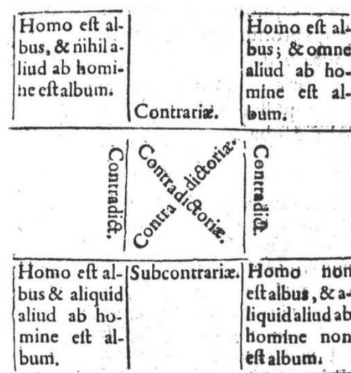 Homo eſt al-
bus, & nihil a-
liud ab homi-
ne eſt album.
Contrariæ.
Homo eſt al-
bus; & omne
aliud ab ho-
mine eſt al-
bum.
Contradict.
Contradictoriæ.
Contradictoriæ.
Contradict.
Homo eſt al-
bus & aliquid
aliud ab ho-
mine eſt al-
bum.
Subcontrariæ.
Homo non
eſt albus, & a-
liquid aliud ab
homine non
eſt album.